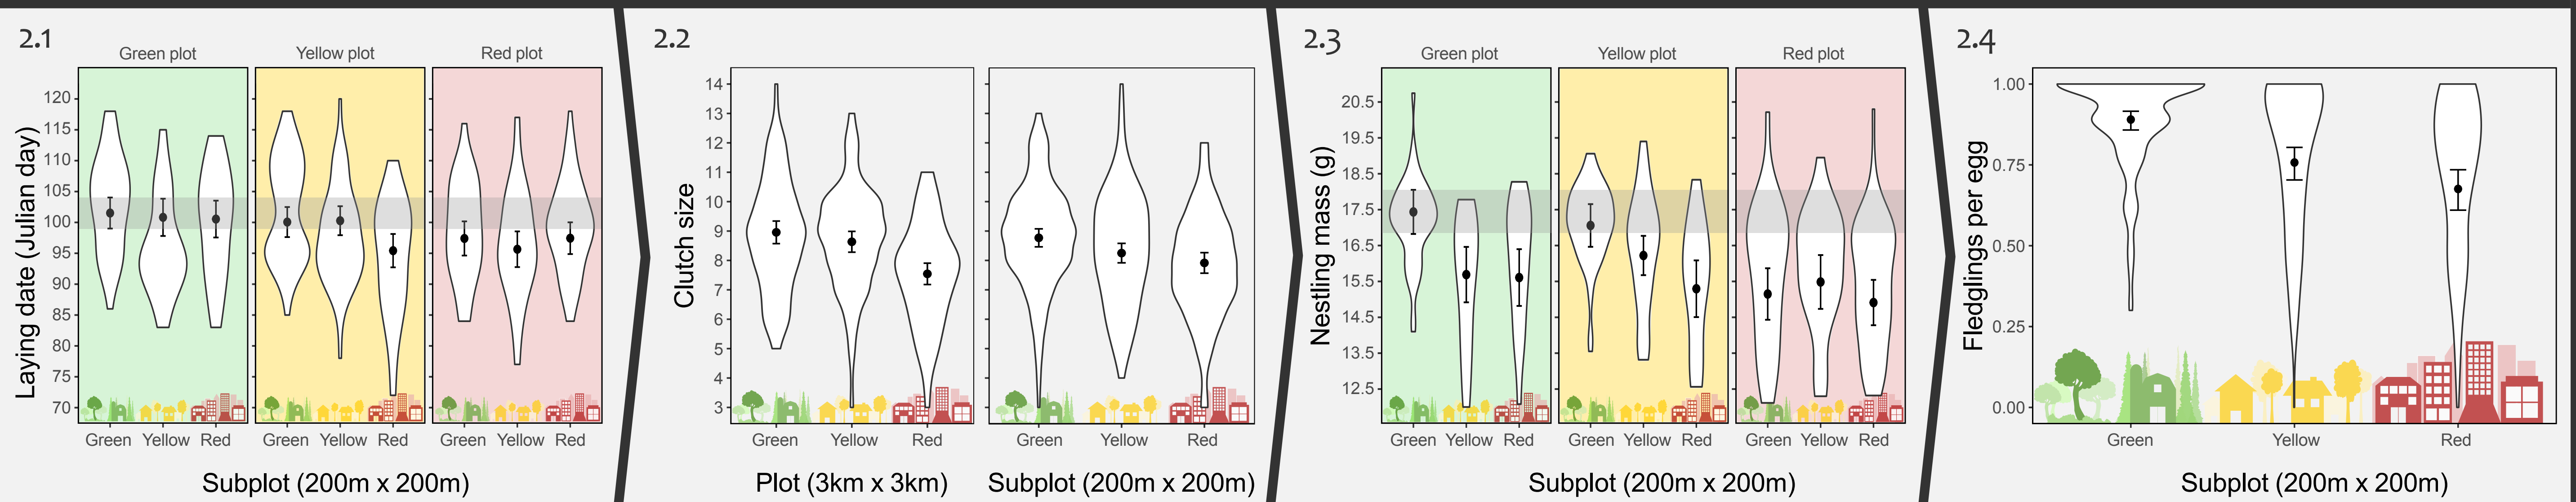 2.1
Green plot Yellow plot Red plot
Laying date (Julian day)
120
115
110
105
100
95
90
85
80
75
70
Green Yellow Red Green Yellow Red Green Yellow Red
Subplot (200m x 200m)
2.2
Clutch size
14
13
12
11
10
9
8
7
6
5
4
3
Green Yellow Red Green Yellow Red
Plot (3km x 3km) Subplot (200m x 200m)
2.3
Green plot Yellow plot Red plot
Nestling mass (g)
20.5
19.5
18.5
17.5
16.5
15.5
14.5
13.5
12.5
Green Yellow Red Green Yellow Red Green Yellow Red
Subplot (200m x 200m)
2.4
Fledglings per egg
1.00
0.75
0.50
0.25
0.00
Green Yellow Red
Subplot (200m x 200m)